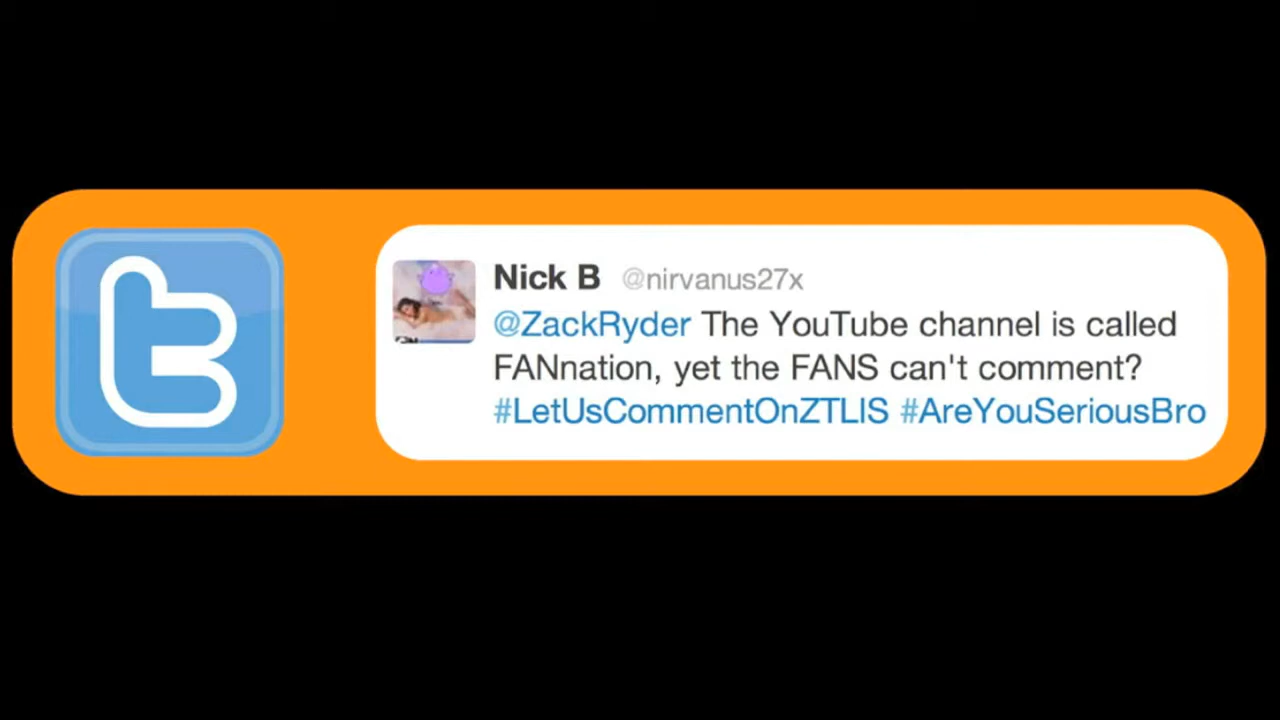 t
Nick B @nirvanus27x
@ZackRyder The YouTube channel is called
FANnation, yet the FANS can't comment?
#LetUsCommentOnZTLIS #AreYouSeriousBro